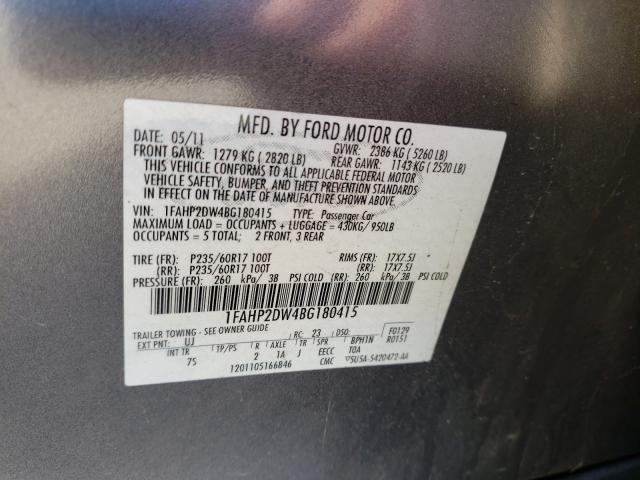 MFD. BY FORD MOTOR CO.
DATE: 05/11 GVWR: 2386 KG ( 5260 LB)
FRONT GAWR: 1279 KG ( 2820 LB) REAR GAWR: 1143 KG ( 2520 LB)
THIS VEHICLE CONFORMS TO ALL APPLICABLE FEDERAL MOTOR
VEHICLE SAFETY, BUMPER, AND THEFT PREVENTION STANDARDS
IN EFFECT ON THE DATE OF MANUFACTURE SHOWN ABOVE.
VIN: 1FAHP2DW4BG180415 TYPE: Passenger Car
MAXIMUM LOAD = OCCUPANTS + LUGGAGE = 430KG/ 950LB
OCCUPANTS = 5 TOTAL; 2 FRONT, 3 REAR
TIRE (FR): P235/60R17 100T RIMS (FR): 17X7.5J
(RR): P235/60R17 100T (RR): 17X7.5J
PRESSURE (FR): 260 kPa/ 38 PSI COLD (RR): 260 kPa/ 38 PSI COLD
1FAHP2DW4BG180415
TRAILER TOWING - SEE OWNER GUIDE F0129
EXT PNT: UJ RC: 23 DSO: R0151
INT TR TP/PS R AXLE TR SPR BPH1N
75 2 1A J EECC T0A
1201105166846 CMC 5U5A-5420472-AA